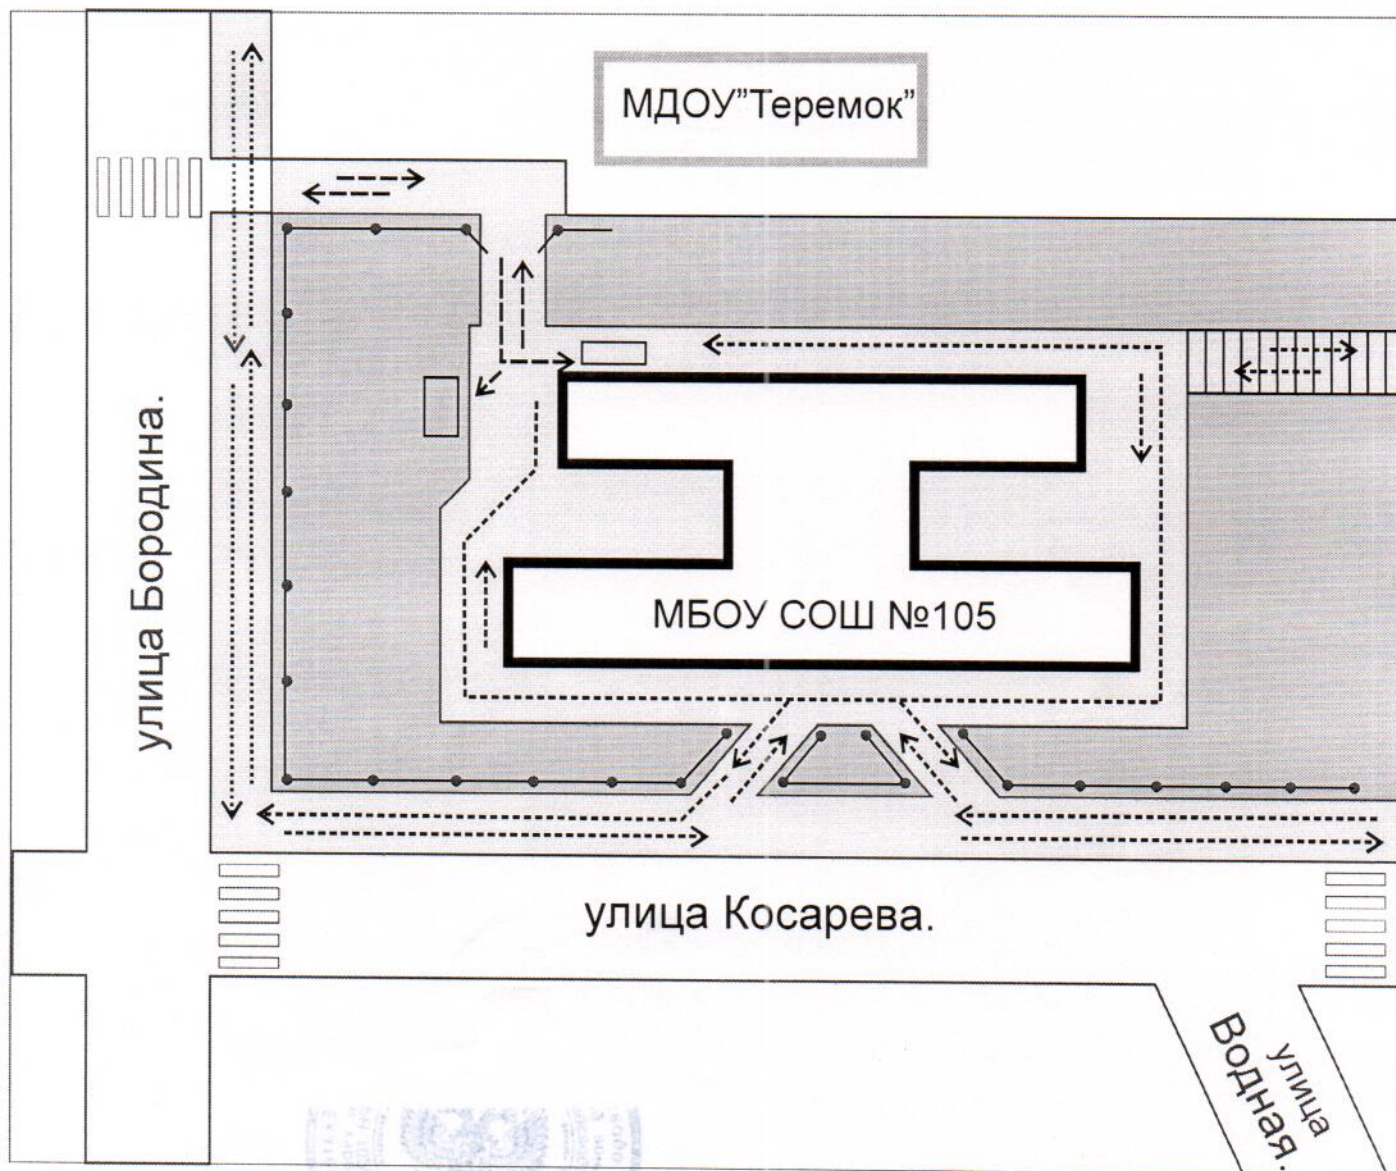 МДОУ”Теремок”
улица Бородина.
МБОУ СОШ №105
улица Косарева.
улица
Водная.